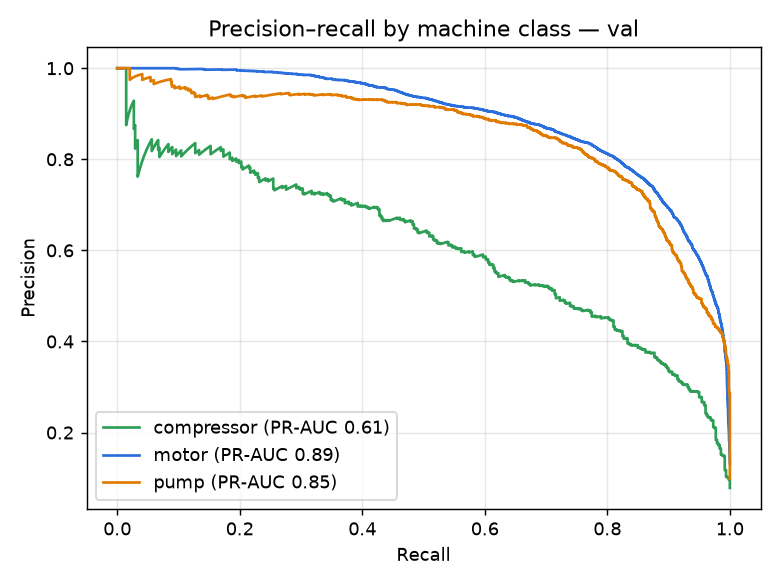 Precision–recall by machine class — val
1.0
0.8
0.6
0.4
0.2
Precision
compressor (PR-AUC 0.61)
motor (PR-AUC 0.89)
pump (PR-AUC 0.85)
0.0 0.2 0.4 0.6 0.8 1.0
Recall